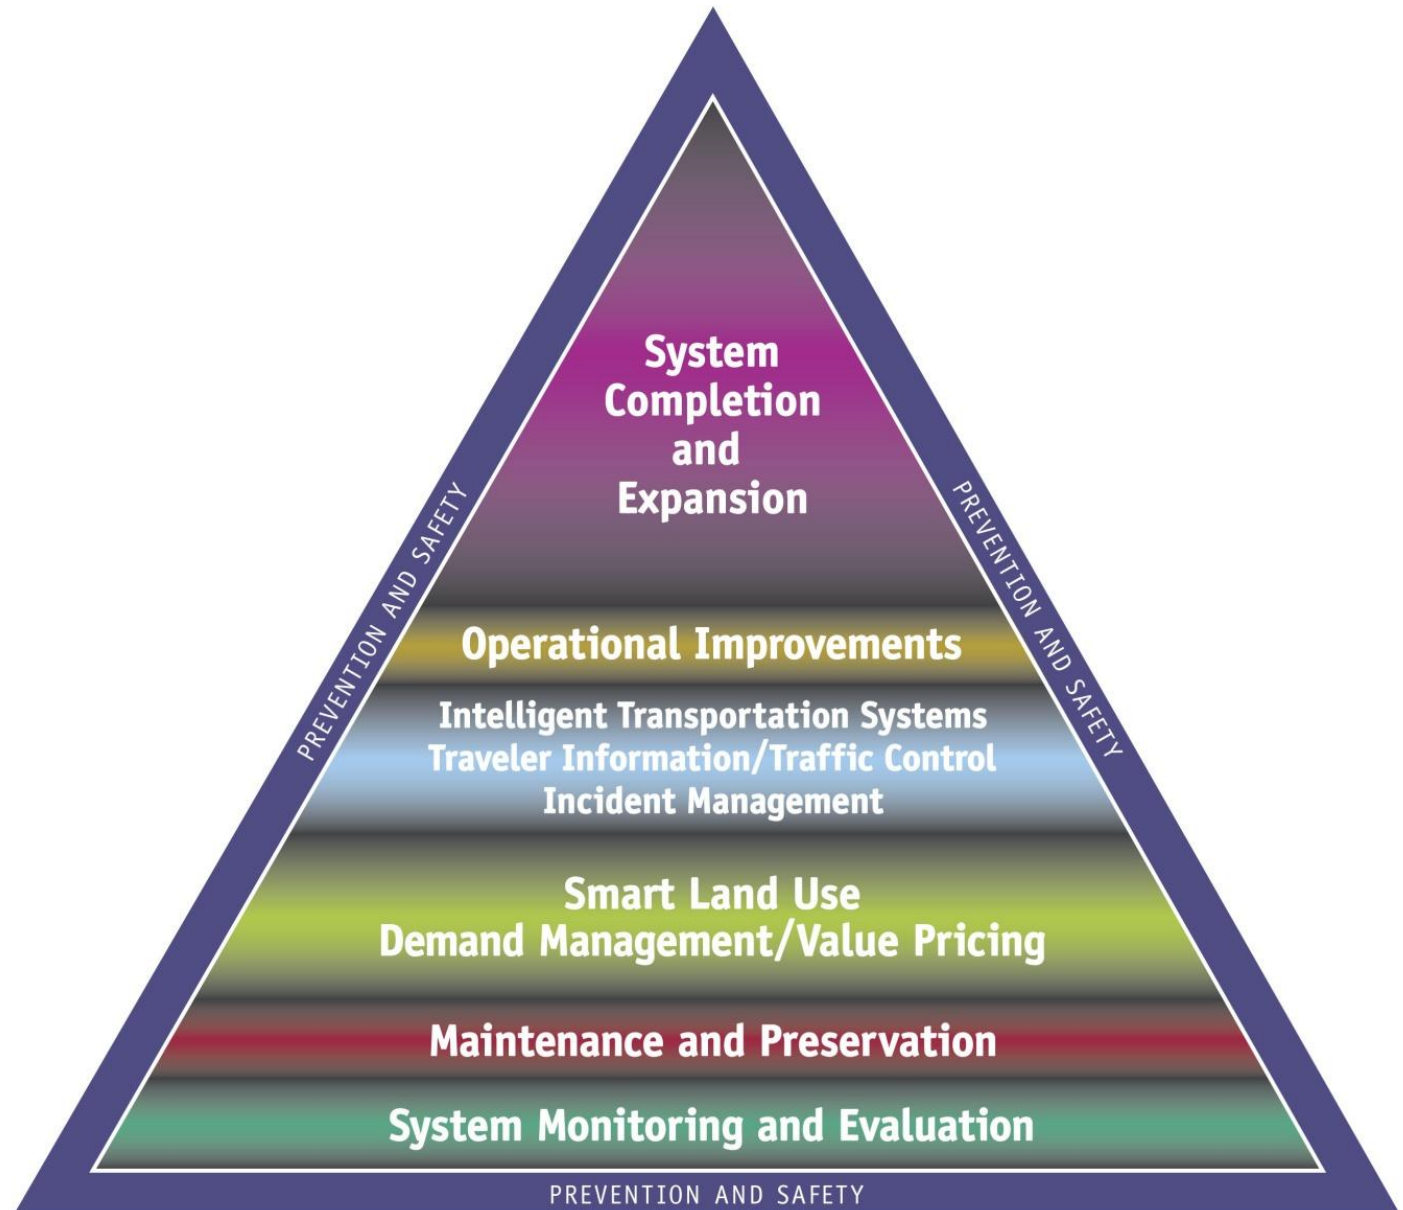 System
Completion
and
Expansion
PREVENTION AND SAFETY
PREVENTION AND SAFETY
Operational Improvements
Intelligent Transportation Systems
Traveler Information/Traffic Control
Incident Management
Smart Land Use
Demand Management/Value Pricing
Maintenance and Preservation
System Monitoring and Evaluation
PREVENTION AND SAFETY